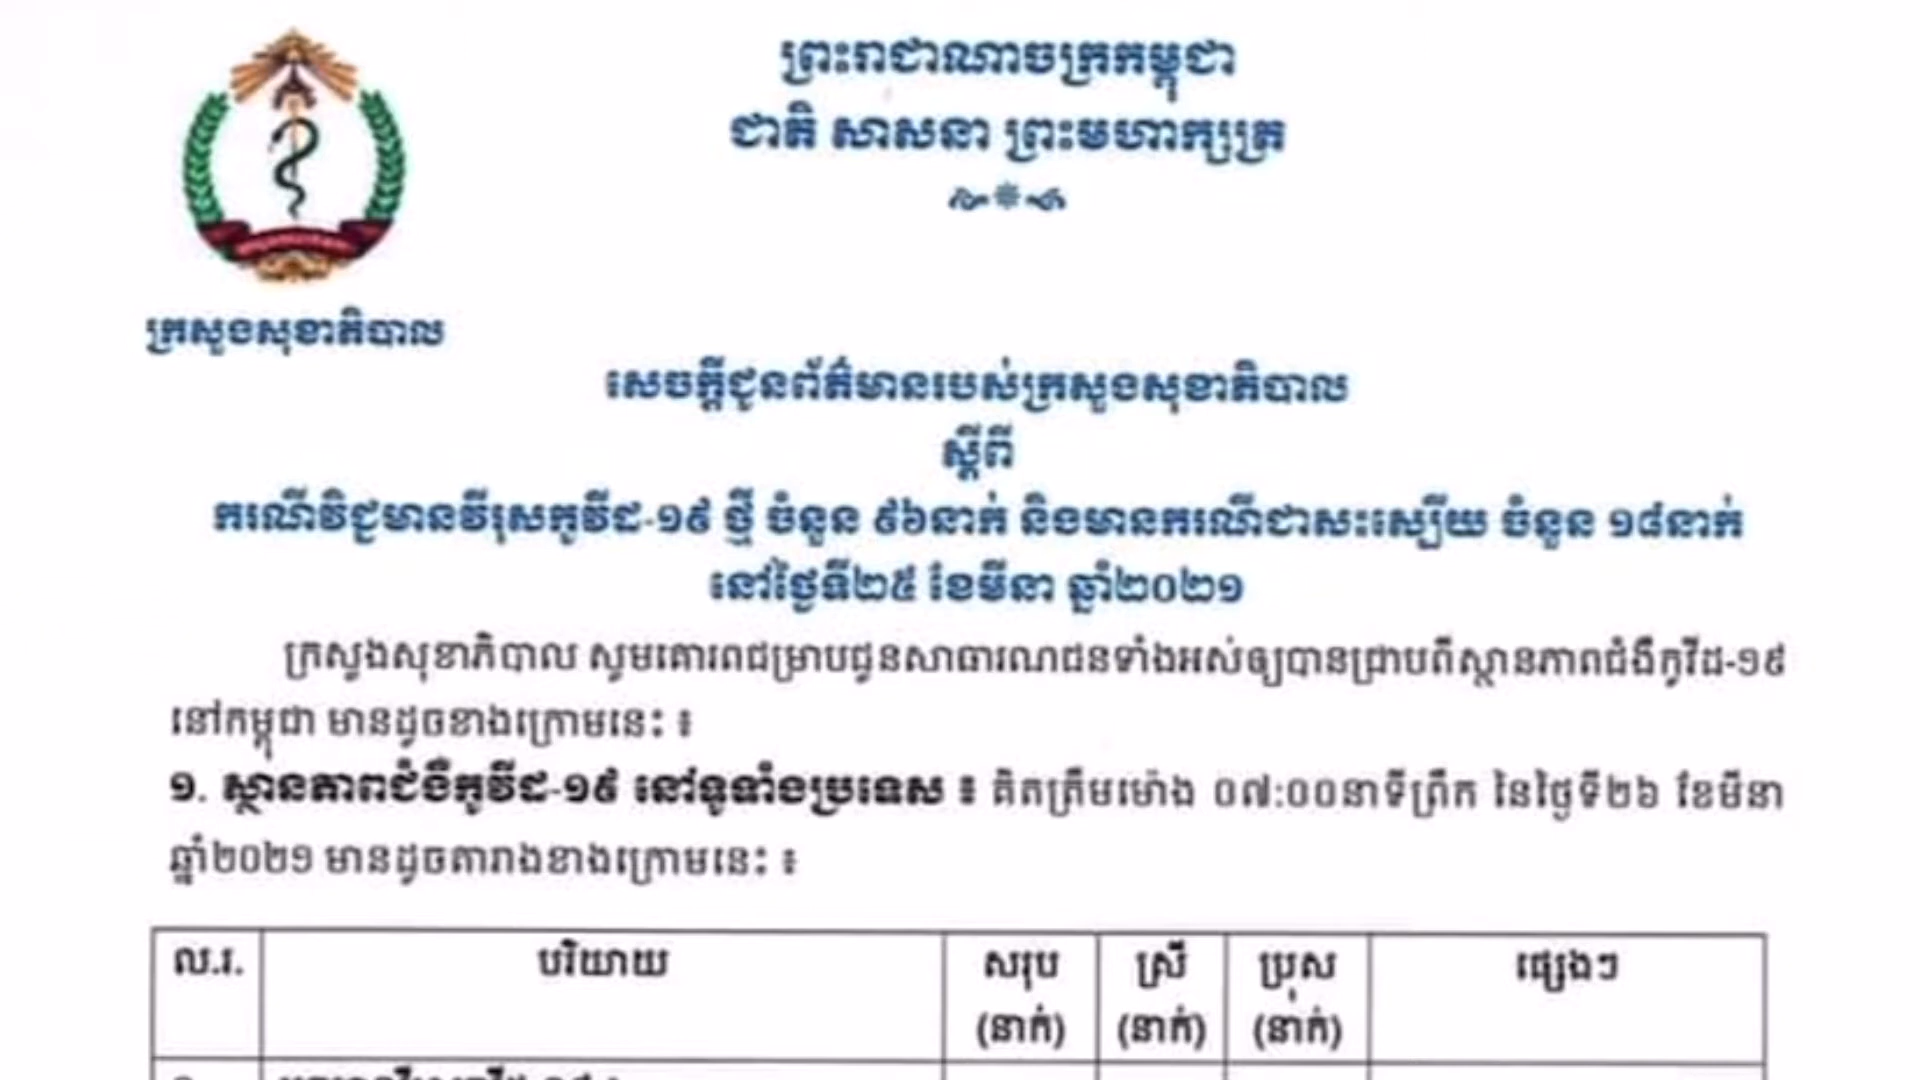 ព្រះរាជាណាចក្រកម្ពុជា
ជាតិ សាសនា ព្រះមហាក្សត្រ
ក្រសួងសុខាភិបាល
សេចក្តីជូនព័ត៌មានរបស់ក្រសួងសុខាភិបាល
ស្តីពី
ករណីវិជ្ជមានវីរុសកូវីដ-១៩ ថ្មី ចំនួន ៩៦នាក់ និងមានករណីជាសះស្បើយ ចំនួន ១៨នាក់
នៅថ្ងៃទី២៥ ខែមីនា ឆ្នាំ២០២១
ក្រសួងសុខាភិបាល សូមគោរពជម្រាបជូនសាធារណជនទាំងអស់ឲ្យបានជ្រាបពីស្ថានភាពជំងឺកូវីដ-១៩
នៅកម្ពុជា មានដូចខាងក្រោមនេះ ៖
១. ស្ថានភាពជំងឺកូវីដ-១៩ នៅទូទាំងប្រទេស ៖ គិតត្រឹមម៉ោង ០៧:០០នាទីព្រឹក នៃថ្ងៃទី២៦ ខែមីនា
ឆ្នាំ២០២១ មានដូចតារាងខាងក្រោមនេះ ៖
ល.រ. បរិយាយ សរុប ស្រី ប្រុស ផ្សេងៗ
(នាក់) (នាក់) (នាក់)